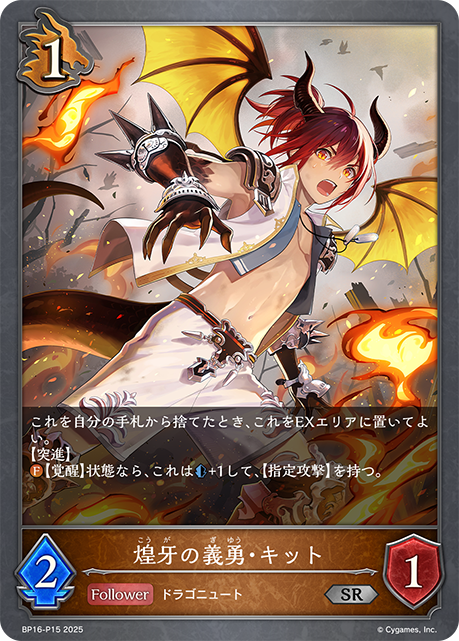 1
これを自分の手札から捨てたとき、これをEXエリアに置いてよ
い。
【突進】
F【覚醒】状態なら、これは+1して、【指定攻撃】を持つ。
こうが ぎゆう
煌牙の義勇・キット
2
Follower ドラゴニュート
SR
1
BP16-P15 2025
© Cygames, Inc.